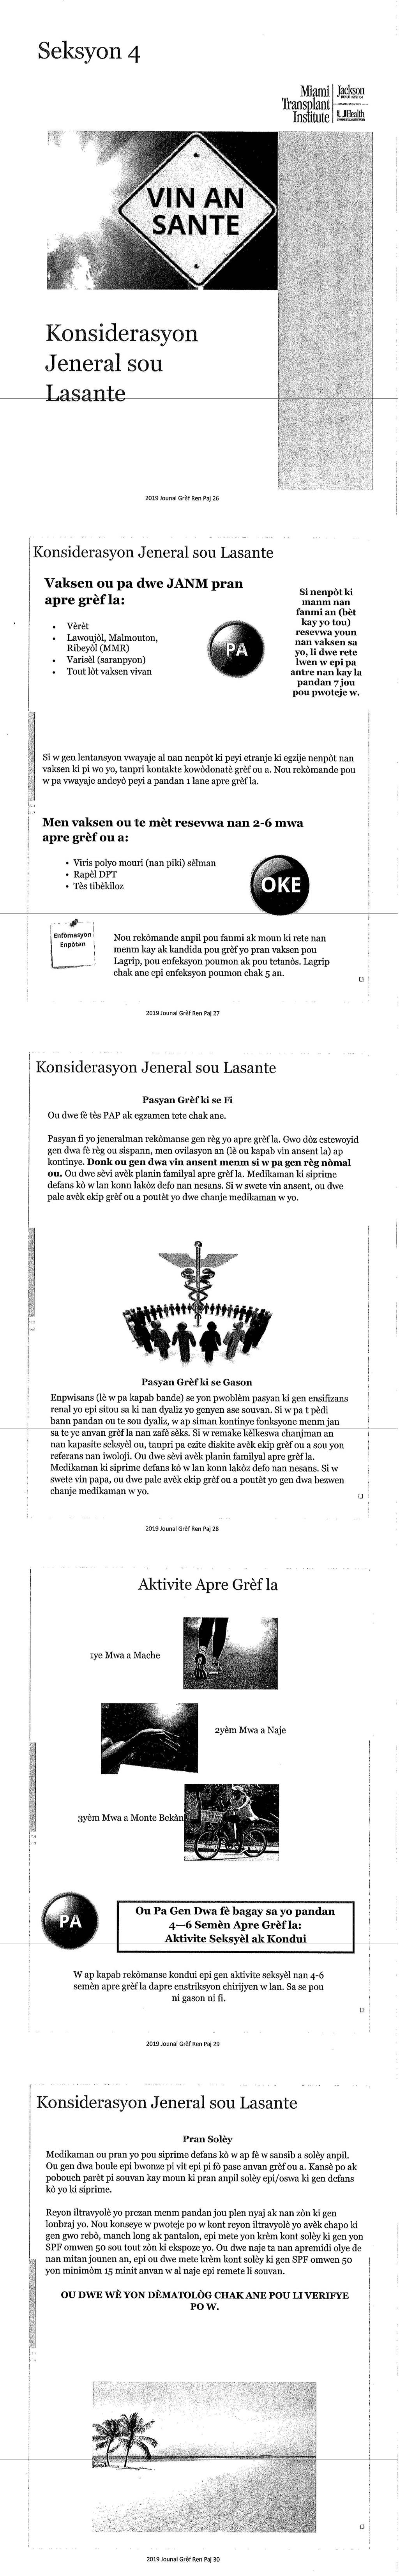 Seksyon 4
Miami
Transplant
Institute
Jackson
HEALTH SYSTEM
UHealth
VIN AN
SANTE
Konsiderasyon
Jeneral sou
Lasante
2019 Jounal Grèf Ren Paj 26
Konsiderasyon Jeneral sou Lasante
Vaksen ou pa dwe JANM pran
apre grèf la:
• Vèrèt
• Lawoujòl, Malmouton,
Ribeyòl (MMR)
• Varisèl (saranpyon)
• Tout lòt vaksen vivan
PA
Si nenpòt ki
manm nan
fanmi an (bèt
kay yo tou)
resevwa youn
nan vaksen sa
yo, li dwe rete
lwen w epi pa
antre nan kay la
pandan 7 jou
pou pwoteje w.
Si w gen lentansyon vwayaje al nan nenpòt ki peyi etranje ki egzije nenpòt nan
vaksen ki pi wo yo, tanpri kontakte kowòdonatè grèf ou a. Nou rekòmande pou
w pa vwayaje andeyò peyi a pandan 1 lane apre grèf la.
Men vaksen ou te mèt resevwa nan 2-6 mwa
apre grèf ou a:
• Viris polyo mouri (nan piki) sèlman
• Rapèl DPT
• Tès tibèkiloz
OKE
Enfòmasyon
Enpòtan
Nou rekòmande anpil pou fanmi ak moun ki rete nan
menm kay ak kandida pou grèf yo pran vaksen pou
Lagrip, pou enfeksyon poumon ak pou tetanòs. Lagrip
chak ane epi enfeksyon poumon chak 5 an.
2019 Jounal Grèf Ren Paj 27
Konsiderasyon Jeneral sou Lasante
Pasyan Grèf ki se Fi
Ou dwe fè tès PAP ak egzamen tete chak ane.
Pasyan fi yo jeneralman rekòmanse gen règ yo apre grèf la. Gwo dòz estewoyid
gen dwa fè règ ou sispann, men ovilasyon an (lè ou kapab vin ansent la) ap
kontinye. Donk ou gen dwa vin ansent menm si w pa gen règ nòmal
ou. Ou dwe sèvi avèk planin familyal apre grèf la. Medikaman ki siprime
defans kò w lan konn lakòz defo nan nesans. Si w swete vin ansent, ou dwe
pale avèk ekip grèf ou a poutèt yo dwe chanje medikaman w yo.
Pasyan Grèf ki se Gason
Enpwisans (lè w pa kapab bande) se yon pwoblèm pasyan ki gen ensifizans
renal yo epi sitou sa ki nan dyaliz yo genyen ase souvan. Si w pa t pèdi
bann pandan ou te sou dyaliz, w ap siman kontinye fonksyone menm jan
sa te ye anvan grèf la nan zafè sèks. Si w remake kèlkeswa chanjman an
nan kapasite seksyèl ou, tanpri pa ezite diskite avèk ekip grèf ou a sou yon
referans nan iwoloji. Ou dwe sèvi avèk planin familyal apre grèf la.
Medikaman ki siprime defans kò w lan konn lakòz defo nan nesans. Si w
swete vin papa, ou dwe pale avèk ekip grèf ou a poutèt yo gen dwa bezwen
chanje medikaman w yo.
2019 Jounal Grèf Ren Paj 28
Aktivite Apre Grèf la
1ye Mwa a Mache
2yèm Mwa a Naje
3yèm Mwa a Monte Bekàn
PA
Ou Pa Gen Dwa fè bagay sa yo pandan
4—6 Semèn Apre Grèf la:
Aktivite Seksyèl ak Kondui
W ap kapab rekòmanse kondui epi gen aktivite seksyèl nan 4-6
semèn apre grèf la dapre enstriksyon chirijyen w lan. Sa se pou
ni gason ni fi.
2019 Jounal Grèf Ren Paj 29
Konsiderasyon Jeneral sou Lasante
Pran Solèy
Medikaman ou pran yo pou siprime defans kò w ap fè w sansib a solèy anpil.
Ou gen dwa boule epi bwonze pi vit epi pi fò pase anvan grèf ou a. Kansè po ak
pobouch parèt pi souvan kay moun ki pran anpil solèy epi/oswa ki gen defans
kò yo ki siprime.
Reyon iltravyolè yo prezan menm pandan jou plen nyaj ak nan zòn ki gen
lonbraj yo. Nou konseye w pwoteje po w kont reyon iltravyolè yo avèk chapo ki
gen gwo rebò, manch long ak pantalon, epi mete yon krèm kont solèy ki gen yon
SPF omwen 50 sou tout zòn ki ekspoze yo. Ou dwe naje ta nan apremidi olye de
nan mitan jounen an, epi ou dwe mete krèm kont solèy ki gen SPF omwen 50
yon minimòm 15 minit anvan w al naje epi remete li souvan.
OU DWE WÈ YON DÈMATOLÒG CHAK ANE POU LI VERIFYE
PO W.
2019 Jounal Grèf Ren Paj 30